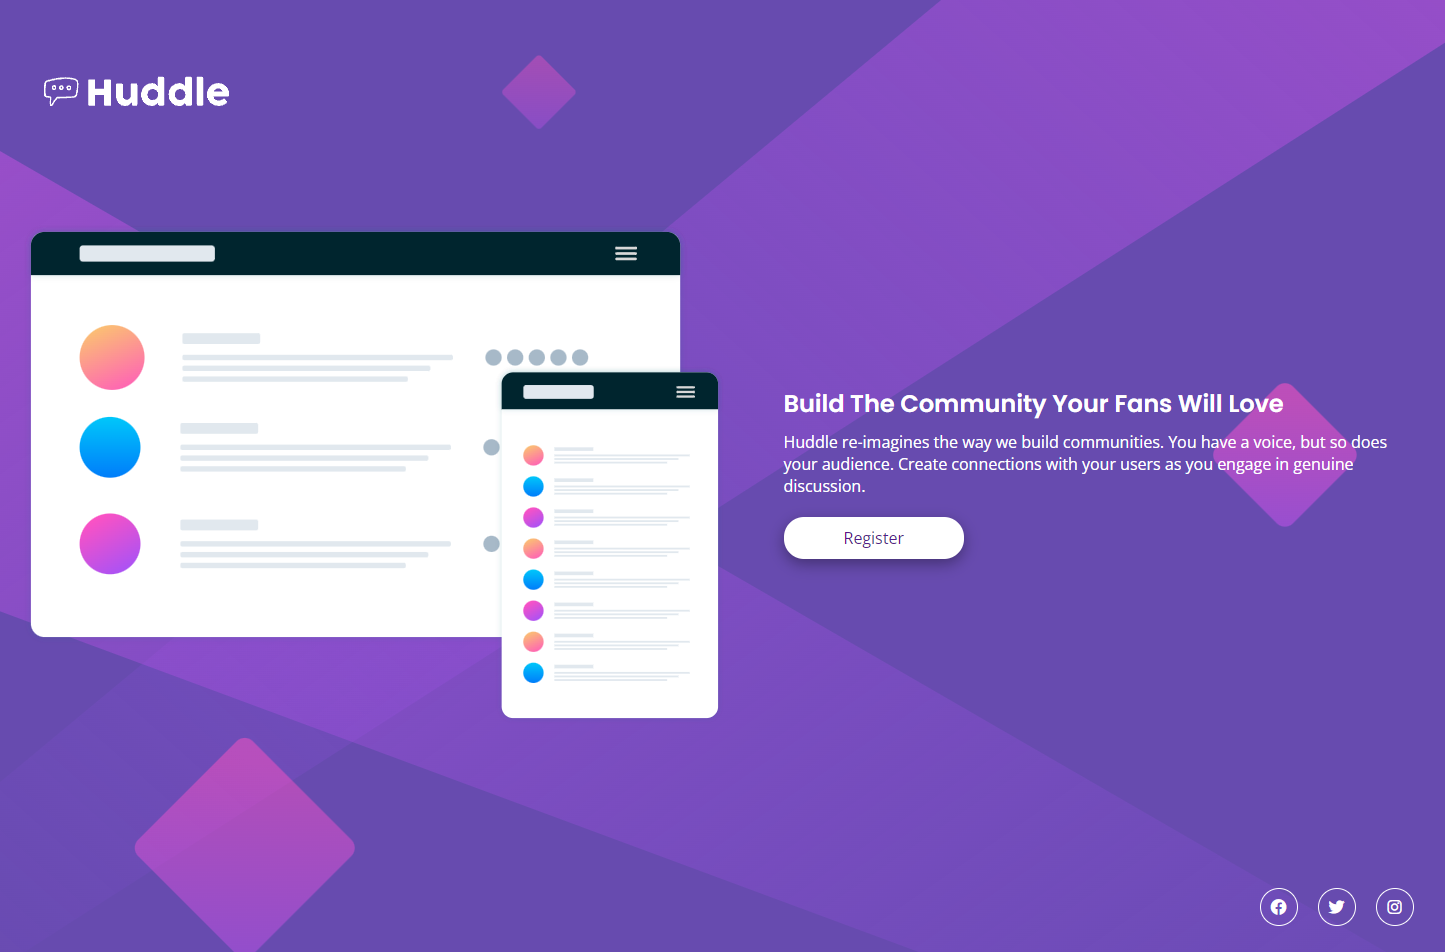 Huddle
Build The Community Your Fans Will Love
Huddle re-imagines the way we build communities. You have a voice, but so does
your audience. Create connections with your users as you engage in genuine
discussion.
Register